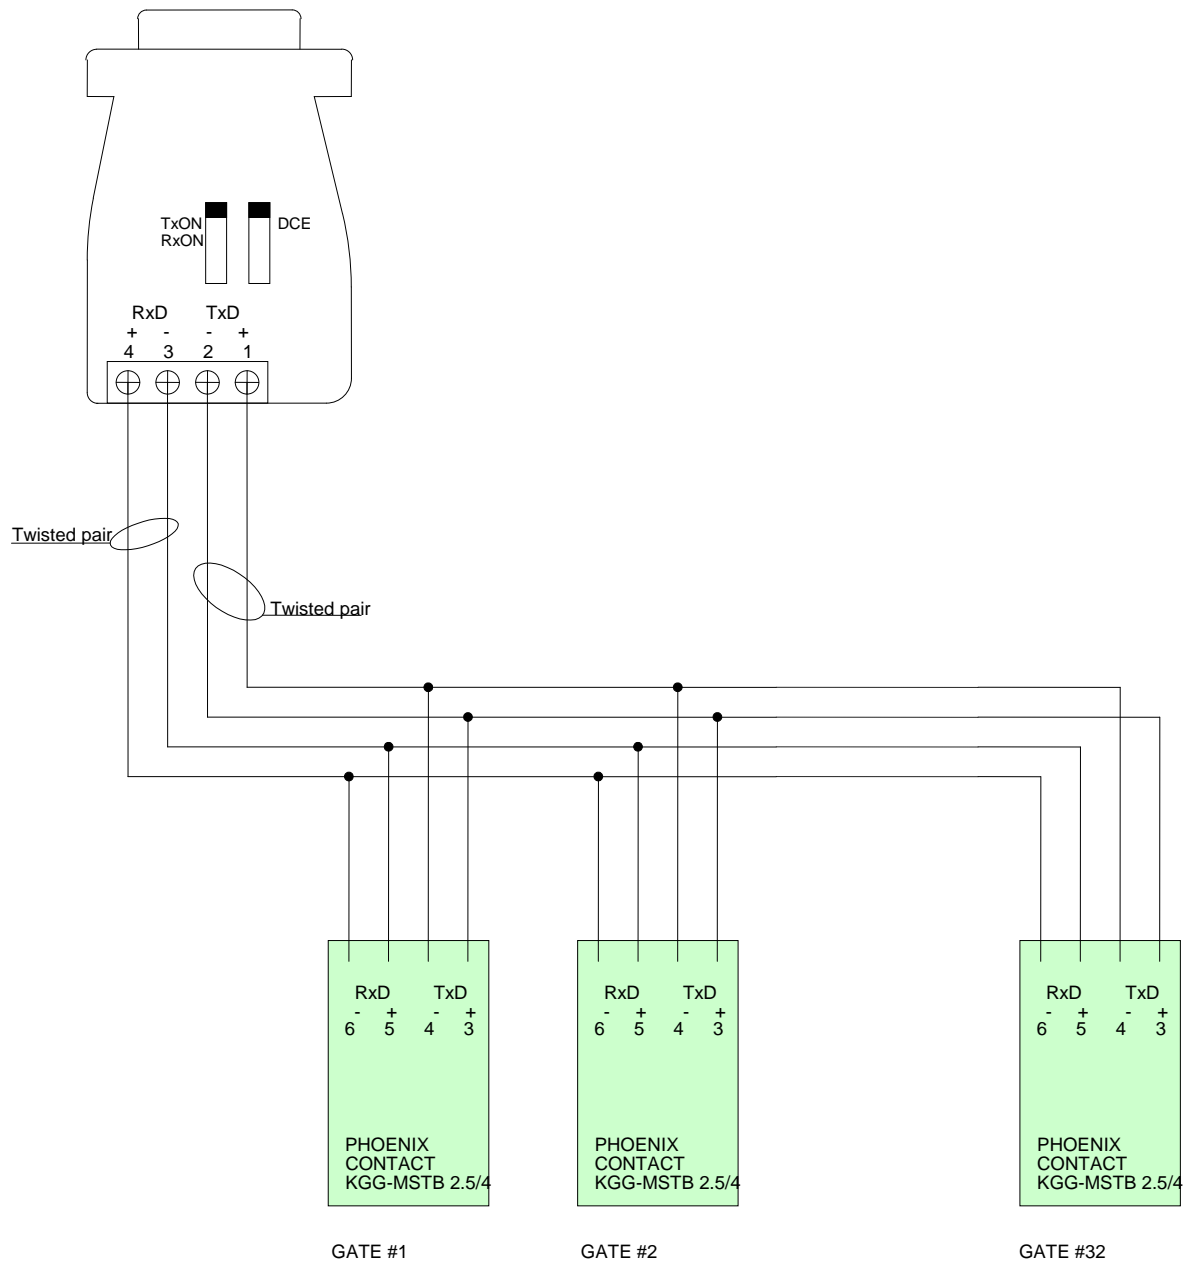 TxON
RxON
DCE
RxD TxD
+ - - +
4 3 2 1
Twisted pair
Twisted pair
RxD TxD
- + - +
6 5 4 3
PHOENIX
CONTACT
KGG-MSTB 2.5/4
GATE #1
RxD TxD
- + - +
6 5 4 3
PHOENIX
CONTACT
KGG-MSTB 2.5/4
GATE #2
RxD TxD
- + - +
6 5 4 3
PHOENIX
CONTACT
KGG-MSTB 2.5/4
GATE #32